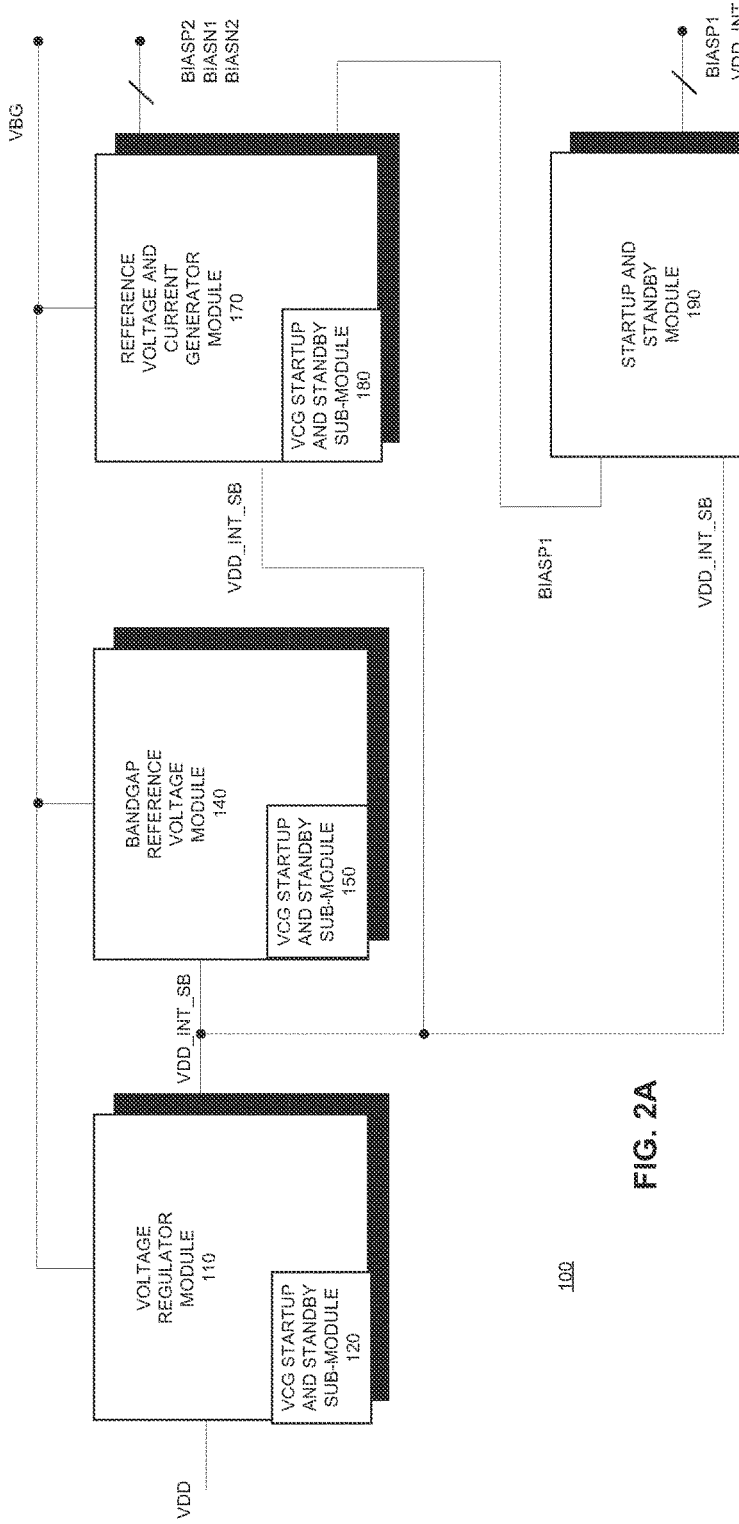 VBG
BIASP2
BIASN1
BIASN2
REFERENCE
VOLTAGE AND
CURRENT
GENERATOR
MODULE
170
VCG STARTUP
AND STANDBY
SUB-MODULE
180
VDD_INT_SB
BANDGAP
REFERENCE
VOLTAGE
MODULE
140
VCG STARTUP
AND STANDBY
SUB-MODULE
150
VDD_INT_SB
VOLTAGE
REGULATOR
MODULE
110
VCG STARTUP
AND STANDBY
SUB-MODULE
120
VDD
BIASP1
VDD_INT
STARTUP AND
STANDBY
MODULE
190
BIASP1
VDD_INT_SB
FIG. 2A
100